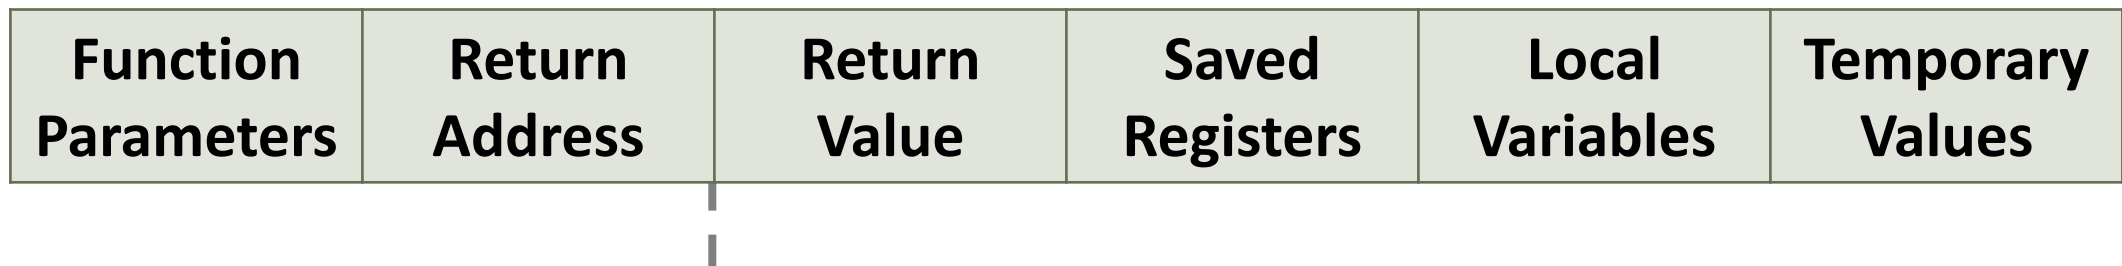 Function
Parameters
Return
Address
Return
Value
Saved
Registers
Local
Variables
Temporary
Values